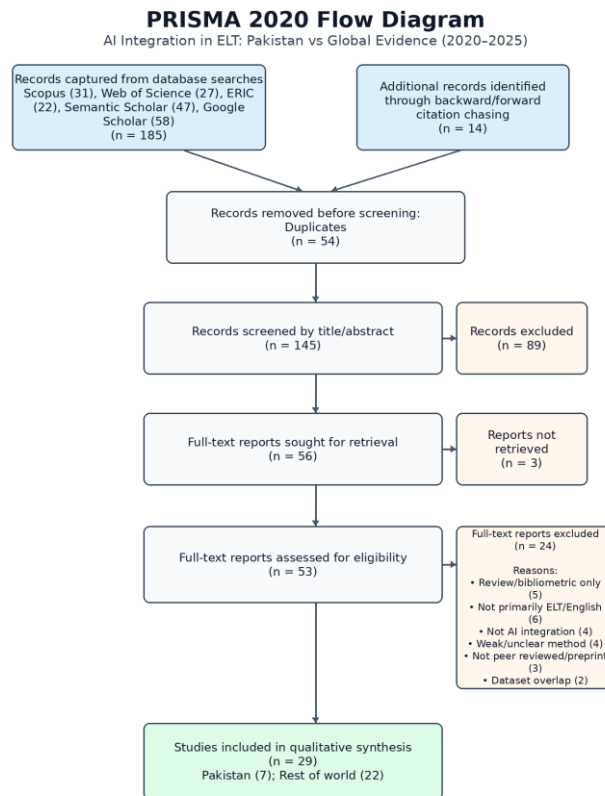 PRISMA 2020 Flow Diagram
AI Integration in ELT: Pakistan vs Global Evidence (2020–2025)
Records captured from database searches
Scopus (31), Web of Science (27), ERIC
(22), Semantic Scholar (47), Google
Scholar (58)
(n = 185)
Additional records identified
through backward/forward
citation chasing
(n = 14)
Records removed before screening:
Duplicates
(n = 54)
Records screened by title/abstract
(n = 145)
Records excluded
(n = 89)
Full-text reports sought for retrieval
(n = 56)
Reports not
retrieved
(n = 3)
Full-text reports assessed for eligibility
(n = 53)
Full-text reports excluded
(n = 24)
Reasons:
• Review/bibliometric only
(5)
• Not primarily ELT/English
(6)
• Not AI integration (4)
• Weak/unclear method (4)
• Not peer reviewed/preprint
(3)
• Dataset overlap (2)
Studies included in qualitative synthesis
(n = 29)
Pakistan (7); Rest of world (22)